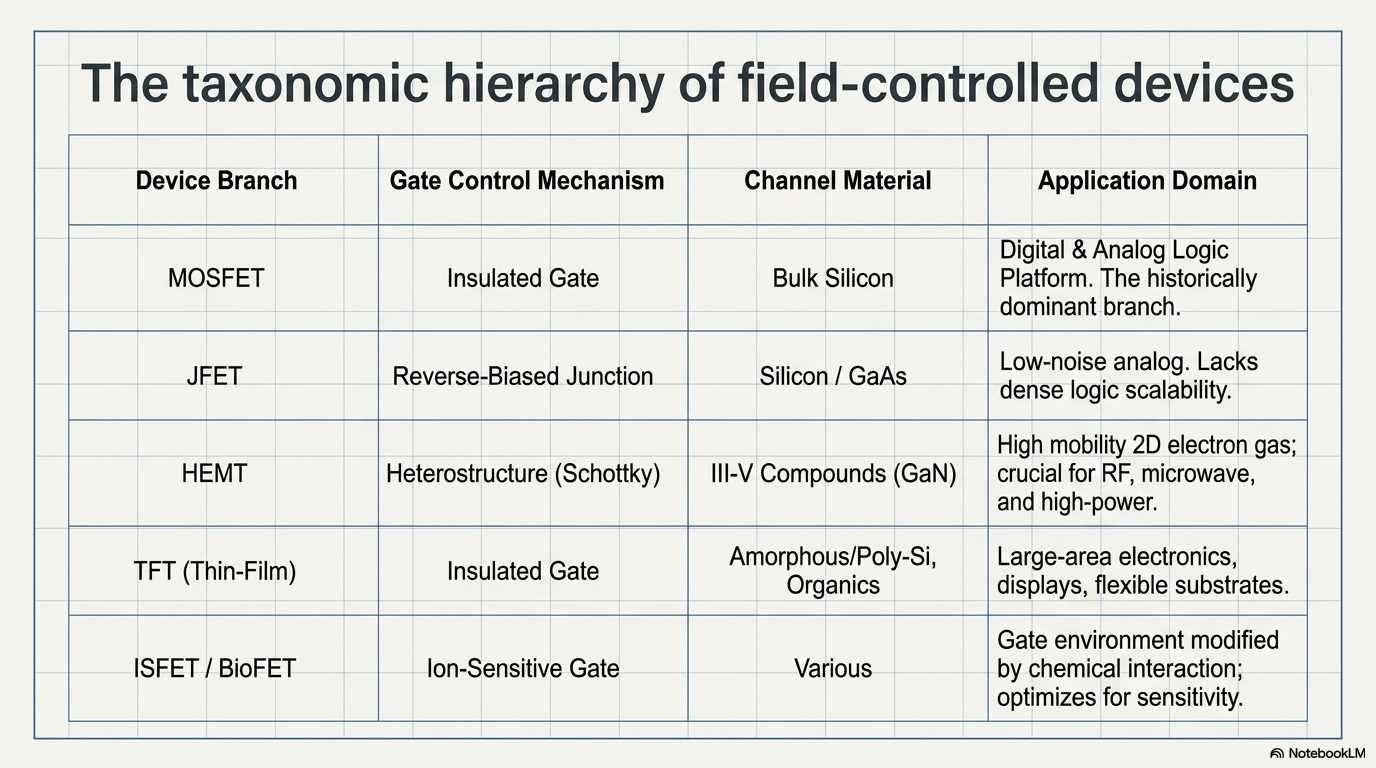 The taxonomic hierarchy of field-controlled devices
Device Branch
Gate Control Mechanism
Channel Material
Application Domain
MOSFET
Insulated Gate
Bulk Silicon
Digital & Analog Logic
Platform. The historically
dominant branch.
JFET
Reverse-Biased Junction
Silicon / GaAs
Low-noise analog. Lacks
dense logic scalability.
HEMT
Heterostructure (Schottky)
III-V Compounds (GaN)
High mobility 2D electron gas;
crucial for RF, microwave,
and high-power.
TFT (Thin-Film)
Insulated Gate
Amorphous/Poly-Si,
Organics
Large-area electronics,
displays, flexible substrates.
ISFET / BioFET
Ion-Sensitive Gate
Various
Gate environment modified
by chemical interaction;
optimizes for sensitivity.
NotebookLM